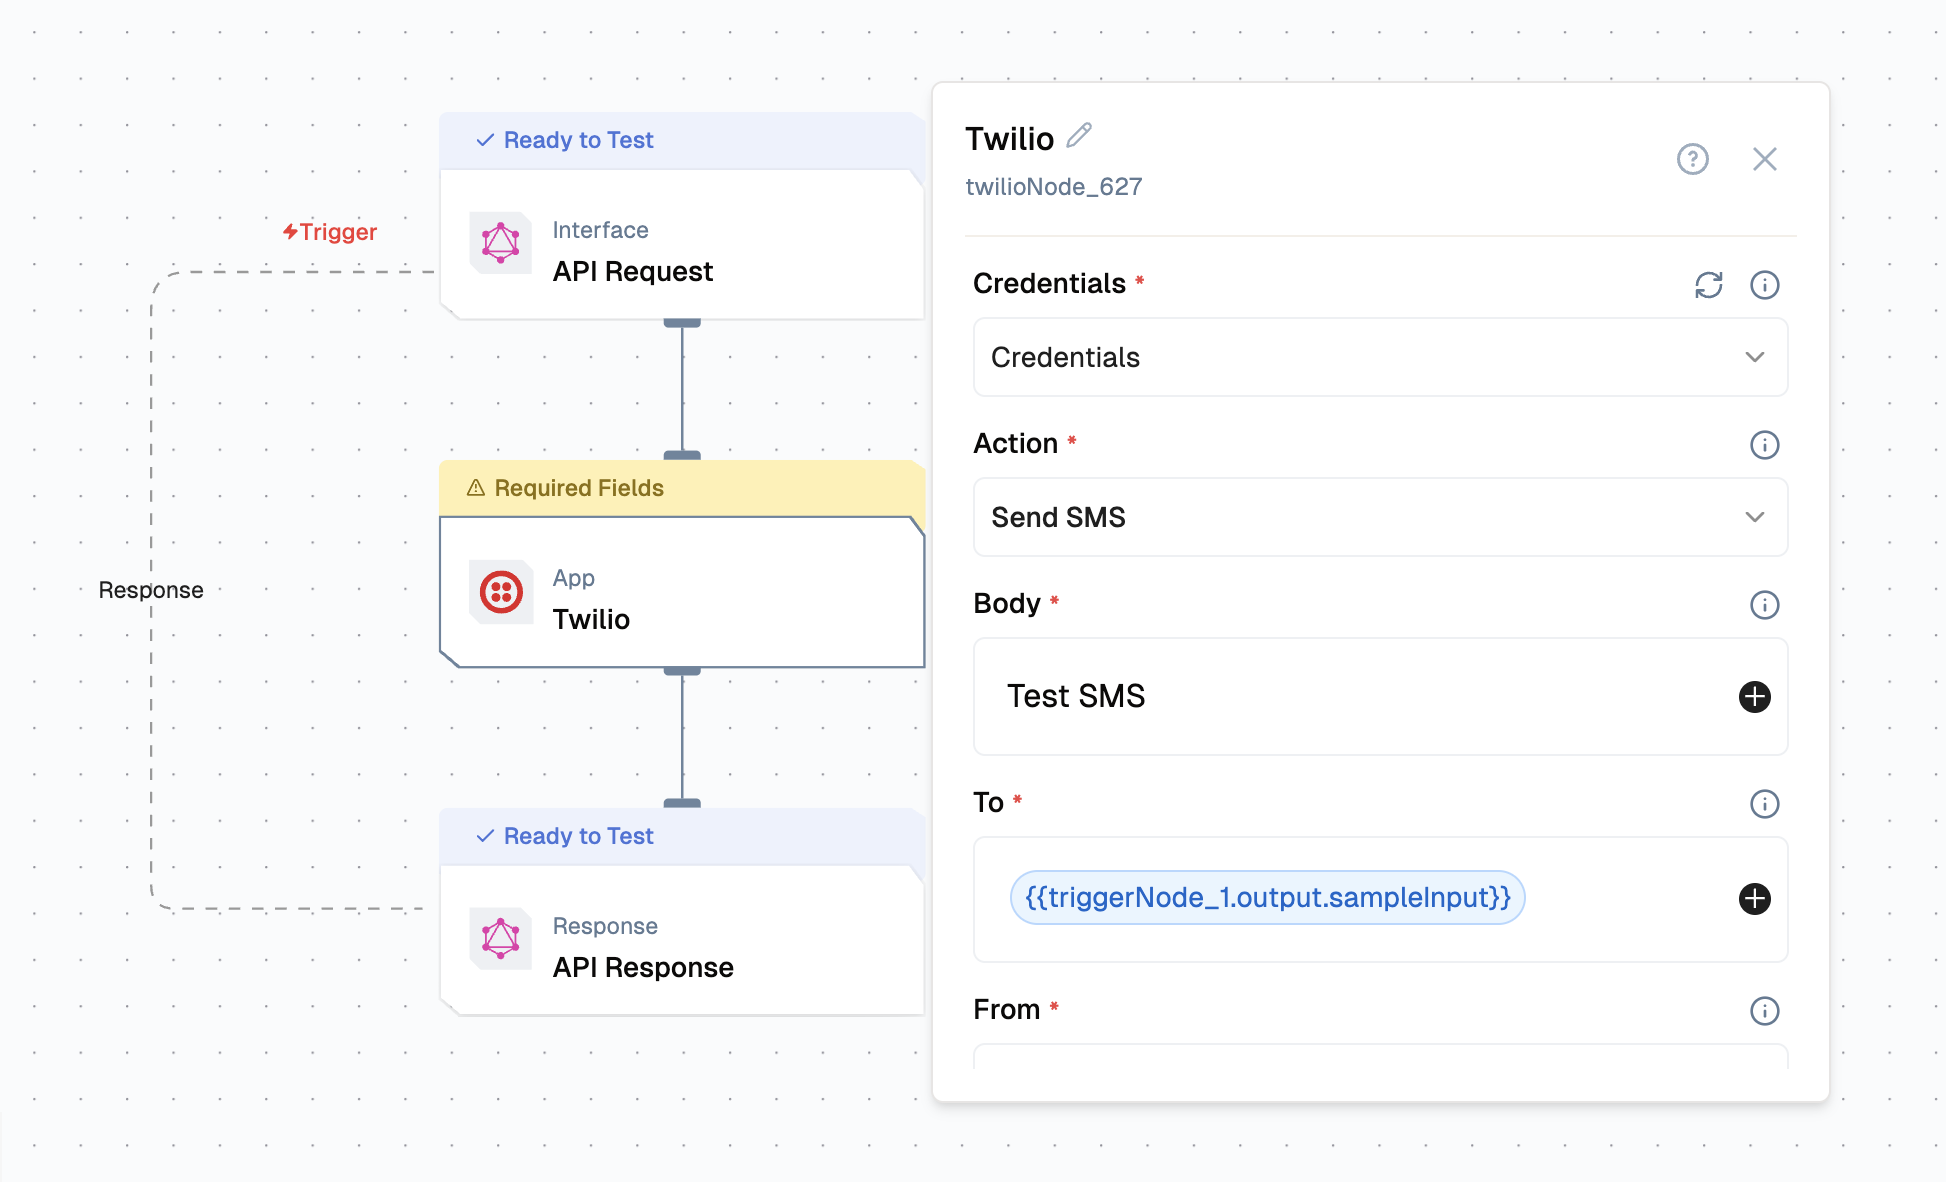 Ready to Test
Interface
API Request
Trigger
Required Fields
App
Twilio
Response
Ready to Test
Response
API Response
Twilio
twilioNode_627
Credentials *
Credentials
Action *
Send SMS
Body *
Test SMS
To *
{{triggerNode_1.output.sampleInput}}
From *